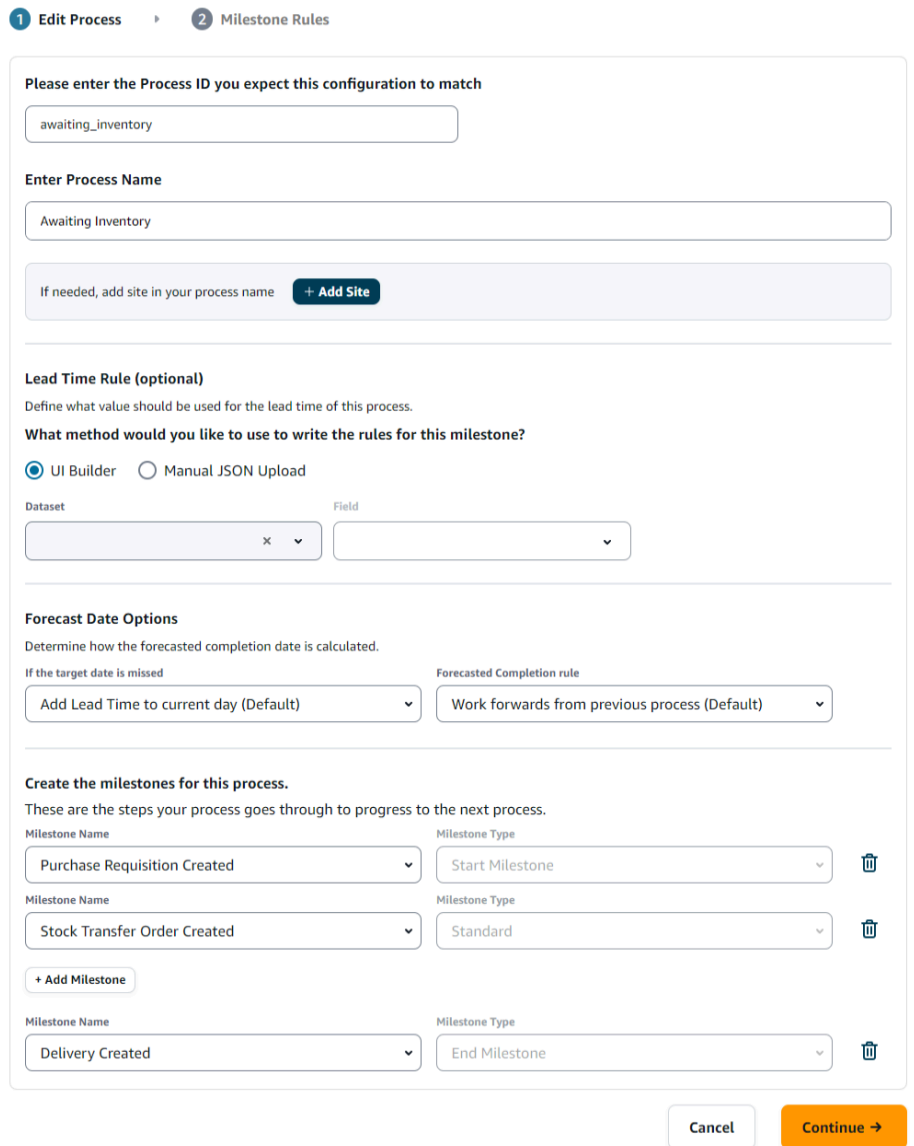 1 Edit Process 2 Milestone Rules
Please enter the Process ID you expect this configuration to match
awaiting_inventory
Enter Process Name
Awaiting Inventory
If needed, add site in your process name + Add Site
Lead Time Rule (optional)
Define what value should be used for the lead time of this process.
What method would you like to use to write the rules for this milestone?
UI Builder Manual JSON Upload
Dataset Field
Forecast Date Options
Determine how the forecasted completion date is calculated.
If the target date is missed Forecasted Completion rule
Add Lead Time to current day (Default) Work forwards from previous process (Default)
Create the milestones for this process.
These are the steps your process goes through to progress to the next process.
Milestone Name Milestone Type
Purchase Requisition Created Start Milestone
Milestone Name Milestone Type
Stock Transfer Order Created Standard
+ Add Milestone
Milestone Name Milestone Type
Delivery Created End Milestone
Cancel Continue →